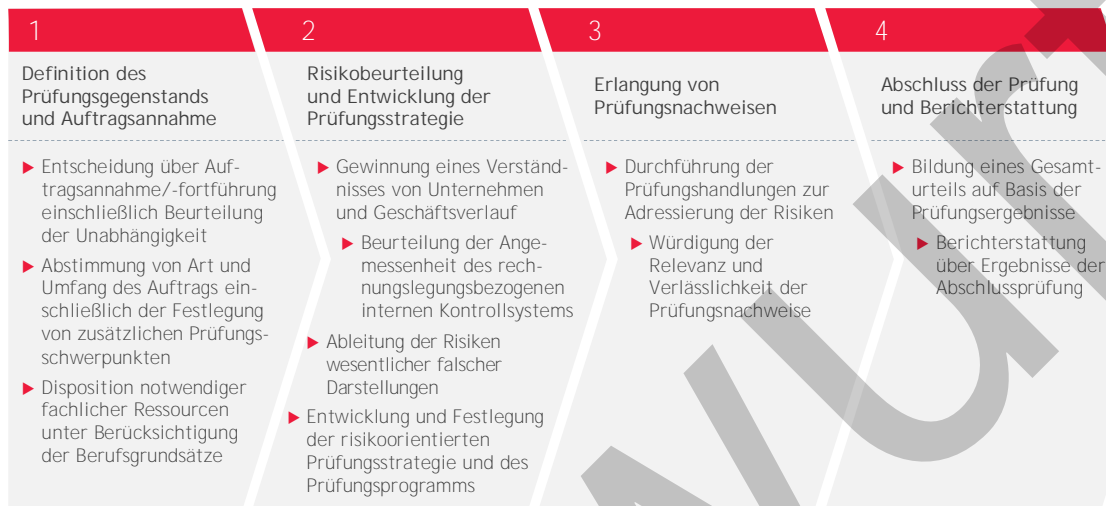 1
Definition des
Prüfungsgegenstands
und Auftragsannahme
▶ Entscheidung über Auf-
tragsannahme/-fortführung
einschließlich Beurteilung
der Unabhängigkeit
▶ Abstimmung von Art und
Umfang des Auftrags ein-
schließlich der Festlegung
von zusätzlichen Prüfungs-
schwerpunkten
▶ Disposition notwendiger
fachlicher Ressourcen
unter Berücksichtigung
der Berufsgrundsätze
2
Risikobeurteilung
und Entwicklung der
Prüfungsstrategie
▶ Gewinnung eines Verständ-
nisses von Unternehmen
und Geschäftsverlauf
▶ Beurteilung der Ange-
messenheit des rech-
nungslegungsbezogenen
internen Kontrollsystems
▶ Ableitung der Risiken
wesentlicher falscher
Darstellungen
▶ Entwicklung und Festlegung
der risikoorientierten
Prüfungsstrategie und des
Prüfungsprogramms
3
Erlangung von
Prüfungsnachweisen
▶ Durchführung der
Prüfungshandlungen zur
Adressierung der Risiken
▶ Würdigung der
Relevanz und
Verlässlichkeit der
Prüfungsnachweise
4
Abschluss der Prüfung
und Berichterstattung
▶ Bildung eines Gesamt-
urteils auf Basis der
Prüfungsergebnisse
▶ Berichterstattung
über Ergebnisse der
Abschlussprüfung